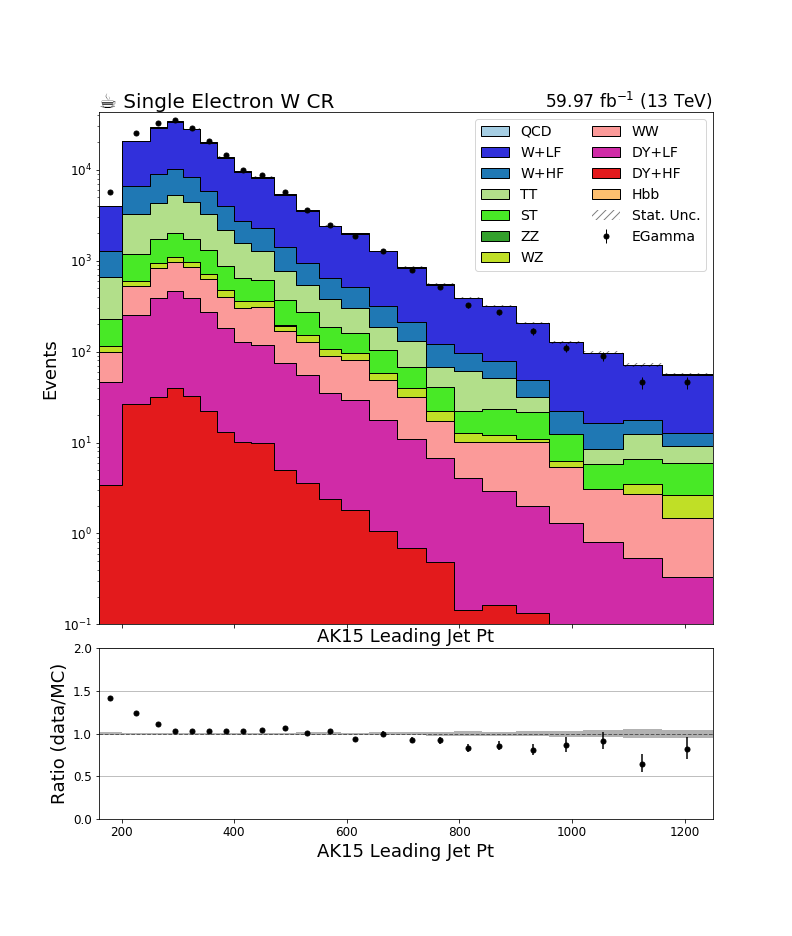 ☕ Single Electron W CR
59.97 fb⁻¹ (13 TeV)
QCD
W+LF
W+HF
TT
ST
ZZ
WZ
WW
DY+LF
DY+HF
Hbb
Stat. Unc.
EGamma
Events
10⁴
10³
10²
10¹
10⁰
10⁻¹
AK15 Leading Jet Pt
Ratio (data/MC)
2.0
1.5
1.0
0.5
0.0
200 400 600 800 1000 1200
AK15 Leading Jet Pt